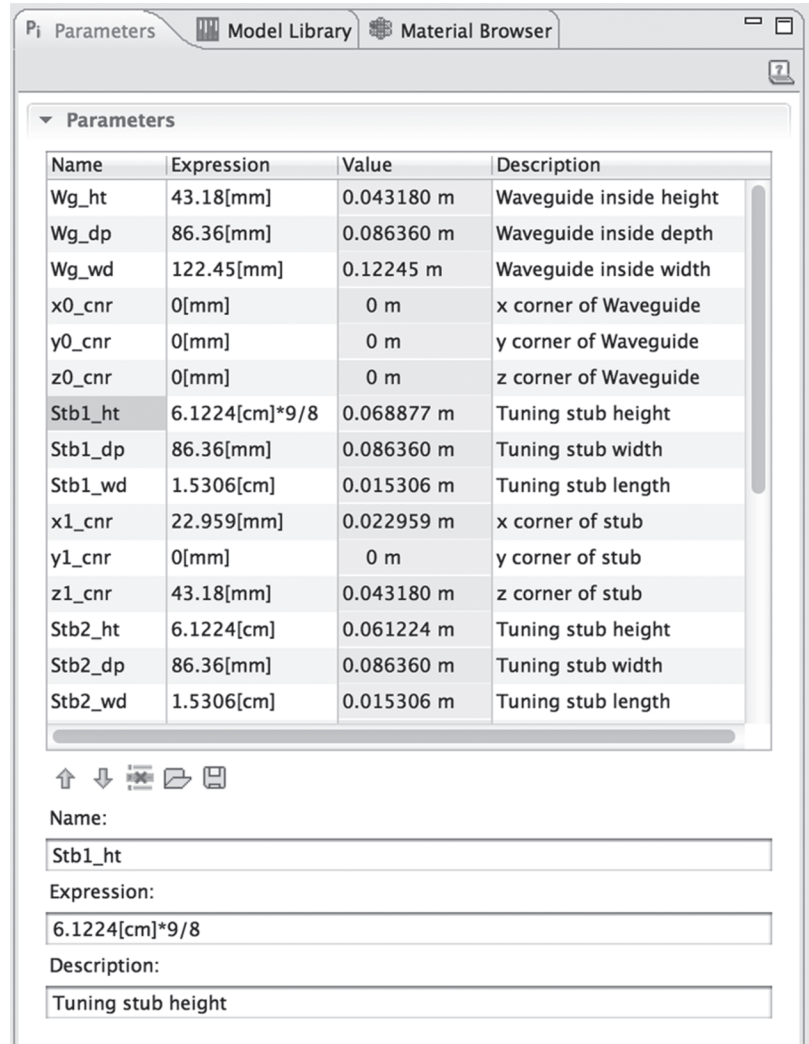 Pi Parameters Model Library Material Browser
?
Parameters
Name Expression Value Description
Wg_ht 43.18[mm] 0.043180 m Waveguide inside height
Wg_dp 86.36[mm] 0.086360 m Waveguide inside depth
Wg_wd 122.45[mm] 0.12245 m Waveguide inside width
x0_cnr 0[mm] 0 m x corner of Waveguide
y0_cnr 0[mm] 0 m y corner of Waveguide
z0_cnr 0[mm] 0 m z corner of Waveguide
Stb1_ht 6.1224[cm]*9/8 0.068877 m Tuning stub height
Stb1_dp 86.36[mm] 0.086360 m Tuning stub width
Stb1_wd 1.5306[cm] 0.015306 m Tuning stub length
x1_cnr 22.959[mm] 0.022959 m x corner of stub
y1_cnr 0[mm] 0 m y corner of stub
z1_cnr 43.18[mm] 0.043180 m z corner of stub
Stb2_ht 6.1224[cm] 0.061224 m Tuning stub height
Stb2_dp 86.36[mm] 0.086360 m Tuning stub width
Stb2_wd 1.5306[cm] 0.015306 m Tuning stub length
Name:
Stb1_ht
Expression:
6.1224[cm]*9/8
Description:
Tuning stub height